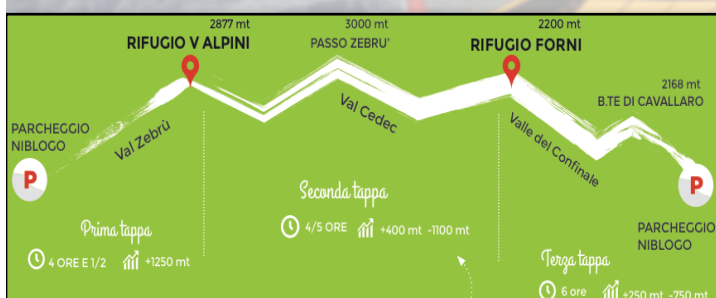 2877 mt
RIFUGIO V ALPINI
3000 mt
PASSO ZEBRU'
2200 mt
RIFUGIO FORNI
2168 mt
B.TE DI CAVALLARO
PARCHEGGIO
NIBLOGO
P
Val Zebrù
Val Cedec
Valle del Confinale
P
PARCHEGGIO
NIBLOGO
Prima tappa
4 ORE E 1/2 +1250 mt
Seconda tappa
4/5 ORE +400 mt -1100 mt
Terza tappa
6 ore +250 mt -750 mt